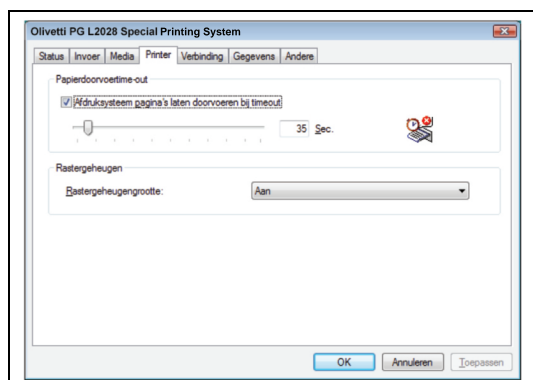 Olivetti PG L2028 Special Printing System
Status Invoer Media Printer Verbinding Gegevens Andere
Papierdoorvoertime-out
Afdruksysteem pagina's laten doorvoeren bij timeout
35 Sec.
Rastergeheugen
Rastergeheugengrootte: Aan
OK Annuleren Toepassen